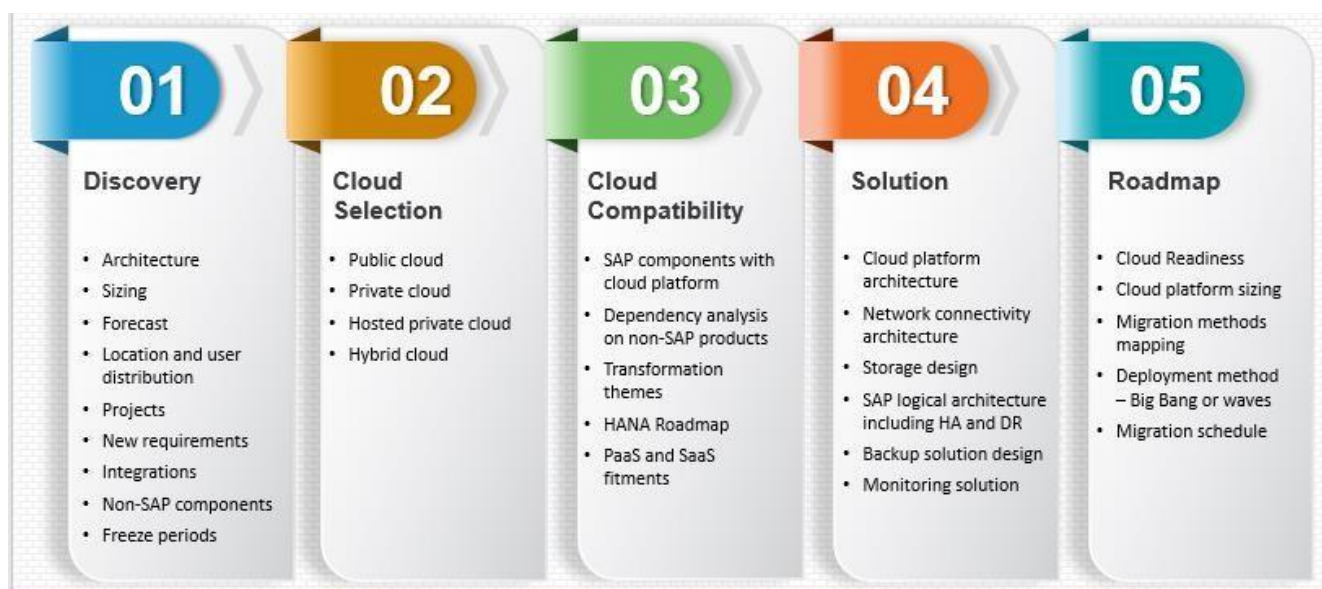 01
Discovery
• Architecture
• Sizing
• Forecast
• Location and user
distribution
• Projects
• New requirements
• Integrations
• Non-SAP components
• Freeze periods
02
Cloud
Selection
• Public cloud
• Private cloud
• Hosted private cloud
• Hybrid cloud
03
Cloud
Compatibility
• SAP components with
cloud platform
• Dependency analysis
on non-SAP products
• Transformation
themes
• HANA Roadmap
• PaaS and SaaS
fitments
04
Solution
• Cloud platform
architecture
• Network connectivity
architecture
• Storage design
• SAP logical architecture
including HA and DR
• Backup solution design
• Monitoring solution
05
Roadmap
• Cloud Readiness
• Cloud platform sizing
• Migration methods
mapping
• Deployment method
– Big Bang or waves
• Migration schedule